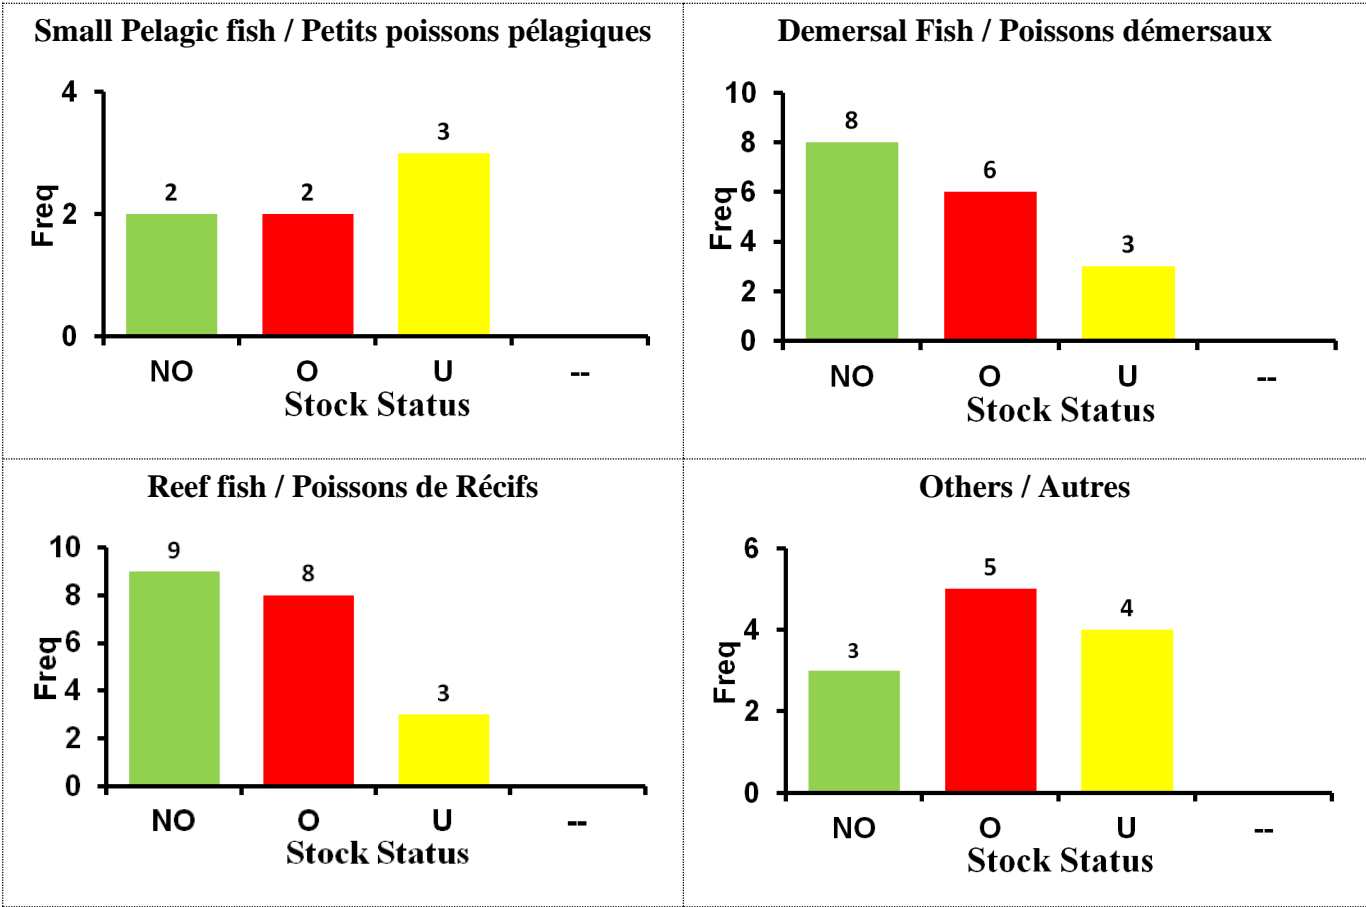 Small Pelagic fish / Petits poissons pélagiques
4
2
0
Freq
2
2
3
NO O U --
Stock Status
Demersal Fish / Poissons démersaux
10
8
6
4
2
0
Freq
8
6
3
NO O U --
Stock Status
Reef fish / Poissons de Récifs
10
8
6
4
2
0
Freq
9
8
3
NO O U --
Stock Status
Others / Autres
6
4
2
0
Freq
3
5
4
NO O U --
Stock Status